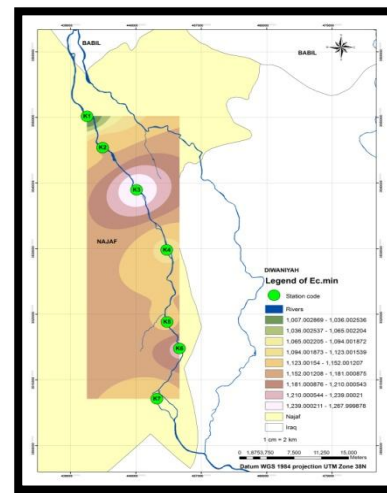 BABIL
BABIL
K1
K2
K3
NAJAF
K4
K5
K6
K7
DIWANIYAH
Legend of Ec.min
Station code
Rivers
1,007.002869 - 1,036.002536
1,036.002537 - 1,065.002204
1,065.002205 - 1,094.001872
1,094.001873 - 1,123.001539
1,123.00154 - 1,152.001207
1,152.001208 - 1,181.000875
1,181.000876 - 1,210.000543
1,210.000544 - 1,239.00021
1,239.000211 - 1,267.999878
Najaf
Iraq
1 cm = 2 km
0 1,8753,750 7,500 11,250 15,000
Meters
Datum WGS 1984 projection UTM Zone 38N